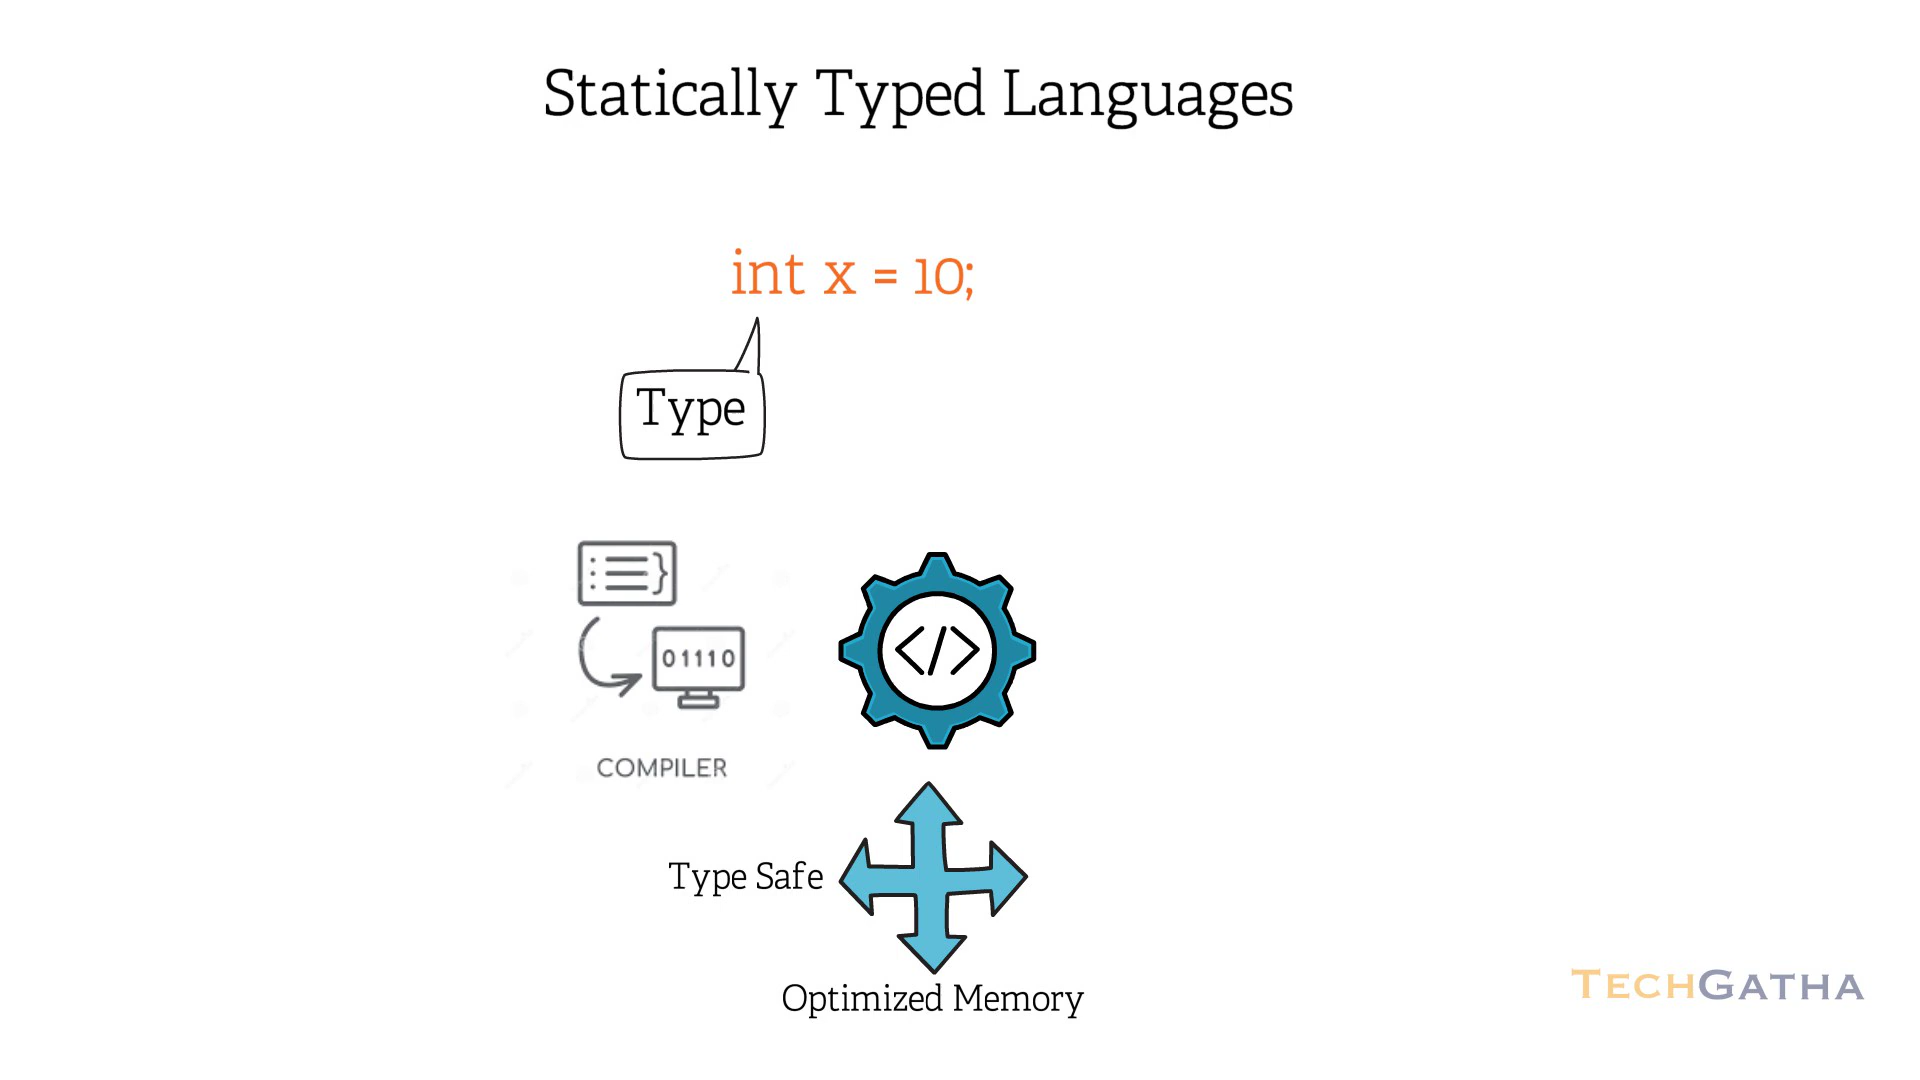 Statically Typed Languages
int x = 10;
Type
01110
COMPILER
</>
Type Safe
Optimized Memory
TECHGATHA